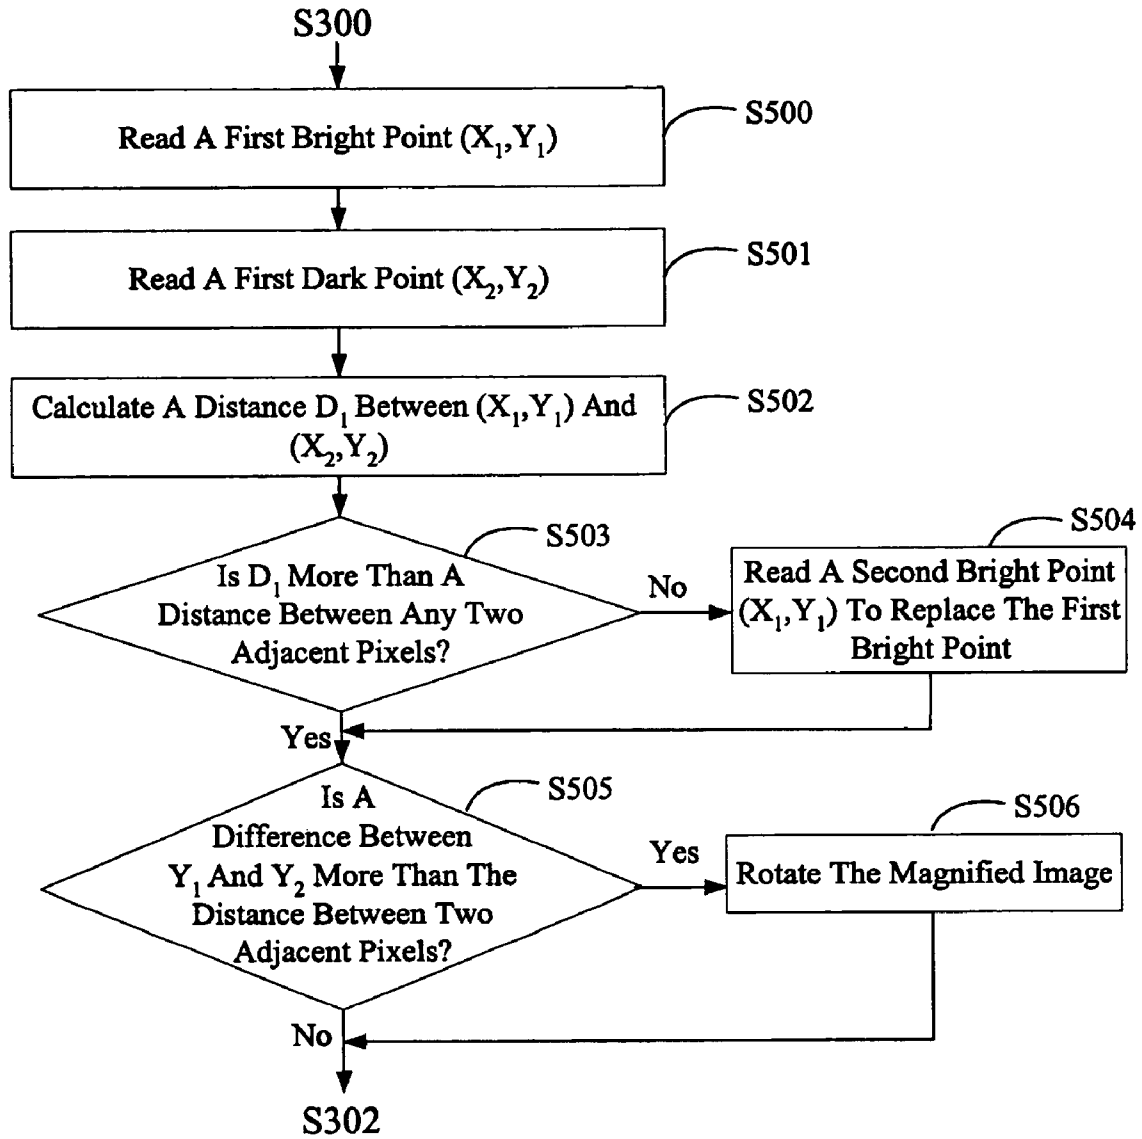 S300
Read A First Bright Point (X₁,Y₁)
S500
Read A First Dark Point (X₂,Y₂)
S501
Calculate A Distance D₁ Between (X₁,Y₁) And
(X₂,Y₂)
S502
Is D₁ More Than A
Distance Between Any Two
Adjacent Pixels?
S503
No
Read A Second Bright Point
(X₁,Y₁) To Replace The First
Bright Point
S504
Yes
Is A
Difference Between
Y₁ And Y₂ More Than The
Distance Between Two
Adjacent Pixels?
S505
Yes
Rotate The Magnified Image
S506
No
S302